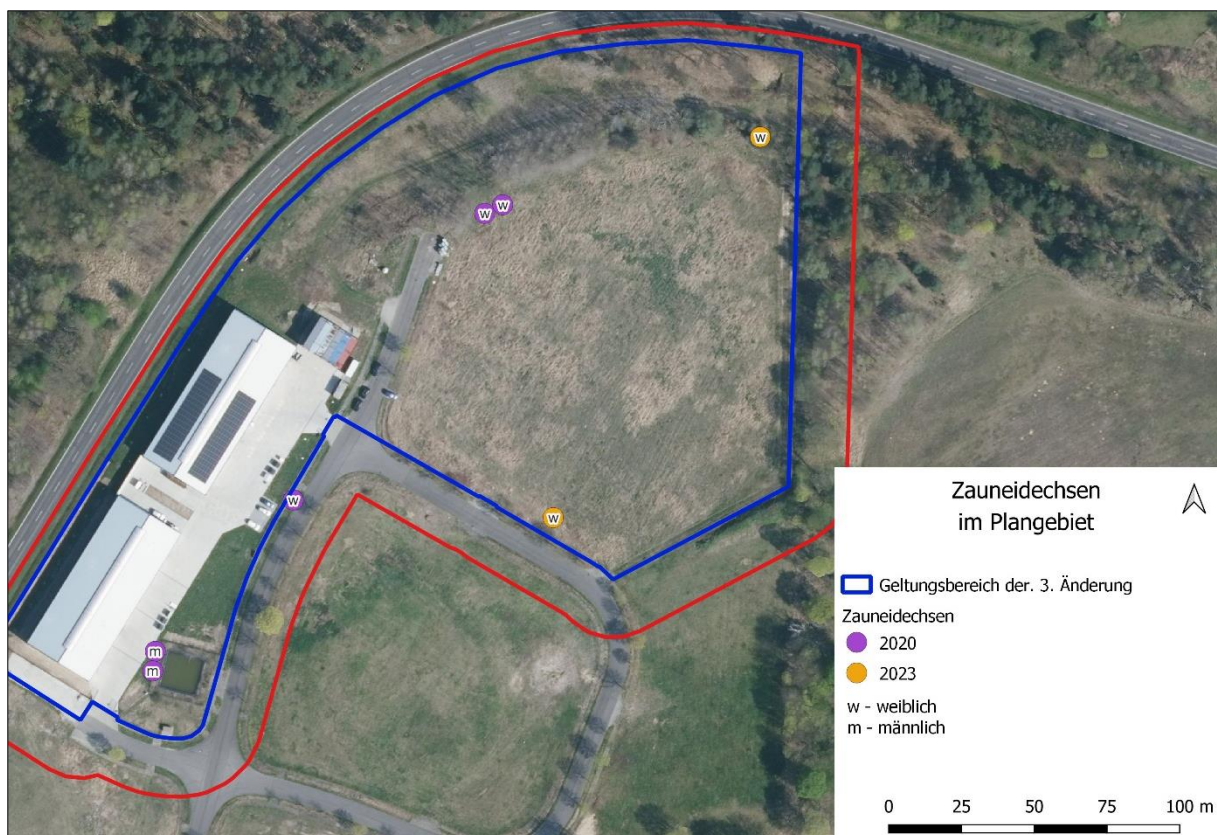 w
w
w
w
w
m
m
Zauneidechsen
im Plangebiet
Geltungsbereich der. 3. Änderung
Zauneidechsen
2020
2023
w - weiblich
m - männlich
0 25 50 75 100 m